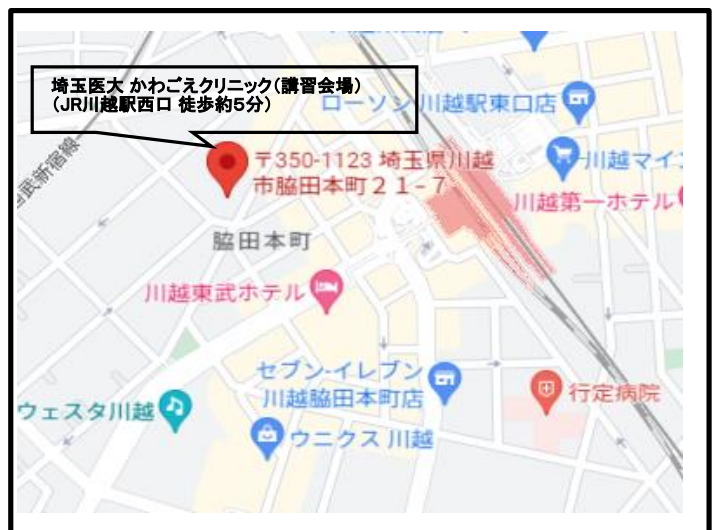 埼玉医大 かわごえクリニック(講習会場)
(JR川越駅西口 徒歩約5分)
ローソン 川越駅東口店
〒350-1123 埼玉県川越
市脇田本町21-7
川越マイン
川越第一ホテル
脇田本町
川越東武ホテル
セブン-イレブン
川越脇田本町店
行定病院
ウェスタ川越
ウニクス 川越
西武新宿線